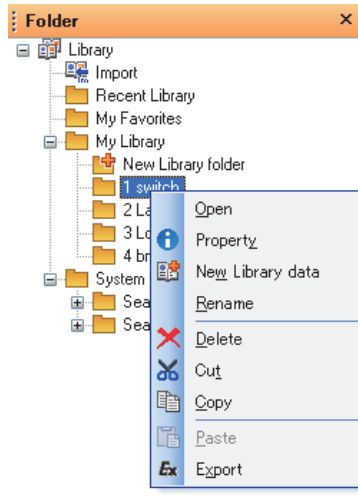 Folder
Library
Import
Recent Library
My Favorites
My Library
New Library folder
1 switch
2 La
3 Lo
4 br
System
Sea
Sea
Open
Property
New Library data
Rename
Delete
Cut
Copy
Paste
Ex Export